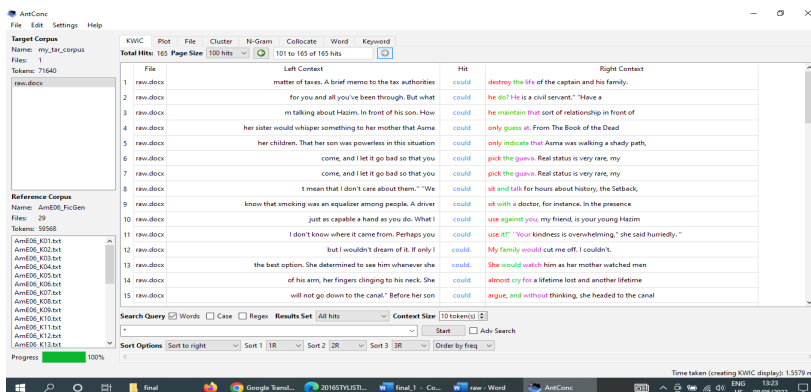 AntConc
File Edit Settings Help
Target Corpus
Name: my_tar_corpus
Files: 1
Tokens: 71640
raw.docx
Reference Corpus
Name: AmE06_FicGen
Files: 29
Tokens: 59568
AmE06_K01.txt
AmE06_K02.txt
AmE06_K03.txt
AmE06_K04.txt
AmE06_K05.txt
AmE06_K06.txt
AmE06_K07.txt
AmE06_K08.txt
AmE06_K09.txt
AmE06_K10.txt
AmE06_K11.txt
AmE06_K12.txt
AmE06_K13.txt
Progress 100%
KWIC Plot File Cluster N-Gram Collocate Word Keyword
Total Hits: 165 Page Size 100 hits 101 to 165 of 165 hits
File Left Context Hit Right Context
1 raw.docx matter of taxes. A brief memo to the tax authorities could destroy the life of the captain and his family.
2 raw.docx for you and all you've been through. But what could he do? He is a civil servant." "Have a
3 raw.docx m talking about Hazim. In front of his son. How could he maintain that sort of relationship in front of
4 raw.docx her sister would whisper something to her mother that Asma could only guess at. From The Book of the Dead
5 raw.docx her children. That her son was powerless in this situation could only indicate that Asma was walking a shady path,
6 raw.docx come, and I let it go bad so that you could pick the guava. Real status is very rare, my
7 raw.docx come, and I let it go bad so that you could pick the guava. Real status is very rare, my
8 raw.docx t mean that I don't care about them." "We could sit and talk for hours about history, the Setback,
9 raw.docx know that smoking was an equalizer among people. A driver could sit with a doctor, for instance. In the presence
10 raw.docx just as capable a hand as you do. What I could use against you, my friend, is your young Hazim
11 raw.docx I don't know where it came from. Perhaps you could use it?" "Your kindness is overwhelming," she said hurriedly. "
12 raw.docx but I wouldn't dream of it. If only I could. My family would cut me off. I couldn't.
13 raw.docx the best option. She determined to see him whenever she could. She would watch him as her mother watched men
14 raw.docx of his arm, her fingers clinging to his neck. She could almost cry for a lifetime lost and another lifetime
15 raw.docx will not go down to the canal." Before her son could argue, and without thinking, she headed to the canal
Search Query Words Case Regex Results Set All hits Context Size 10 token(s)
* Start Adv Search
Sort Options Sort to right Sort 1 1R Sort 2 2R Sort 3 3R Order by freq
Time taken (creating KWIC display): 1.5579
final Google Transl... 2016STYLISTI... final_1 - Co... raw - Word AntConc ENG 13:23